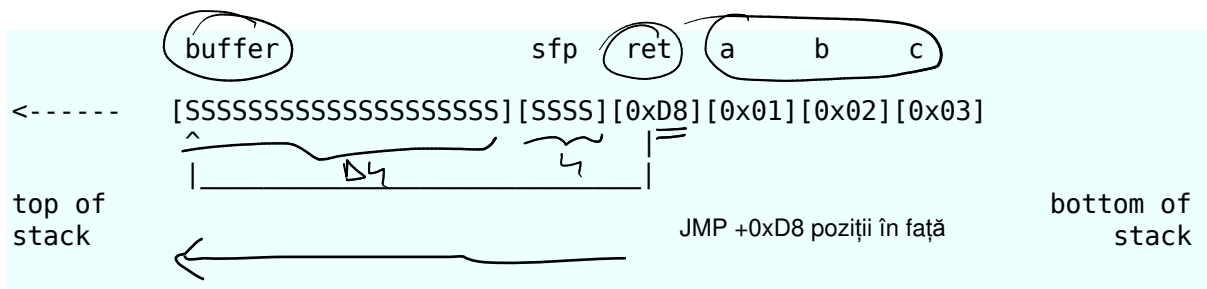 buffer sfp ret a b c
<------ [SSSSSSSSSSSSSSSSSSSS][SSSS][0xD8][0x01][0x02][0x03]
^ |
|____________________________|
top of bottom of
stack JMP +0xD8 poziții în față stack